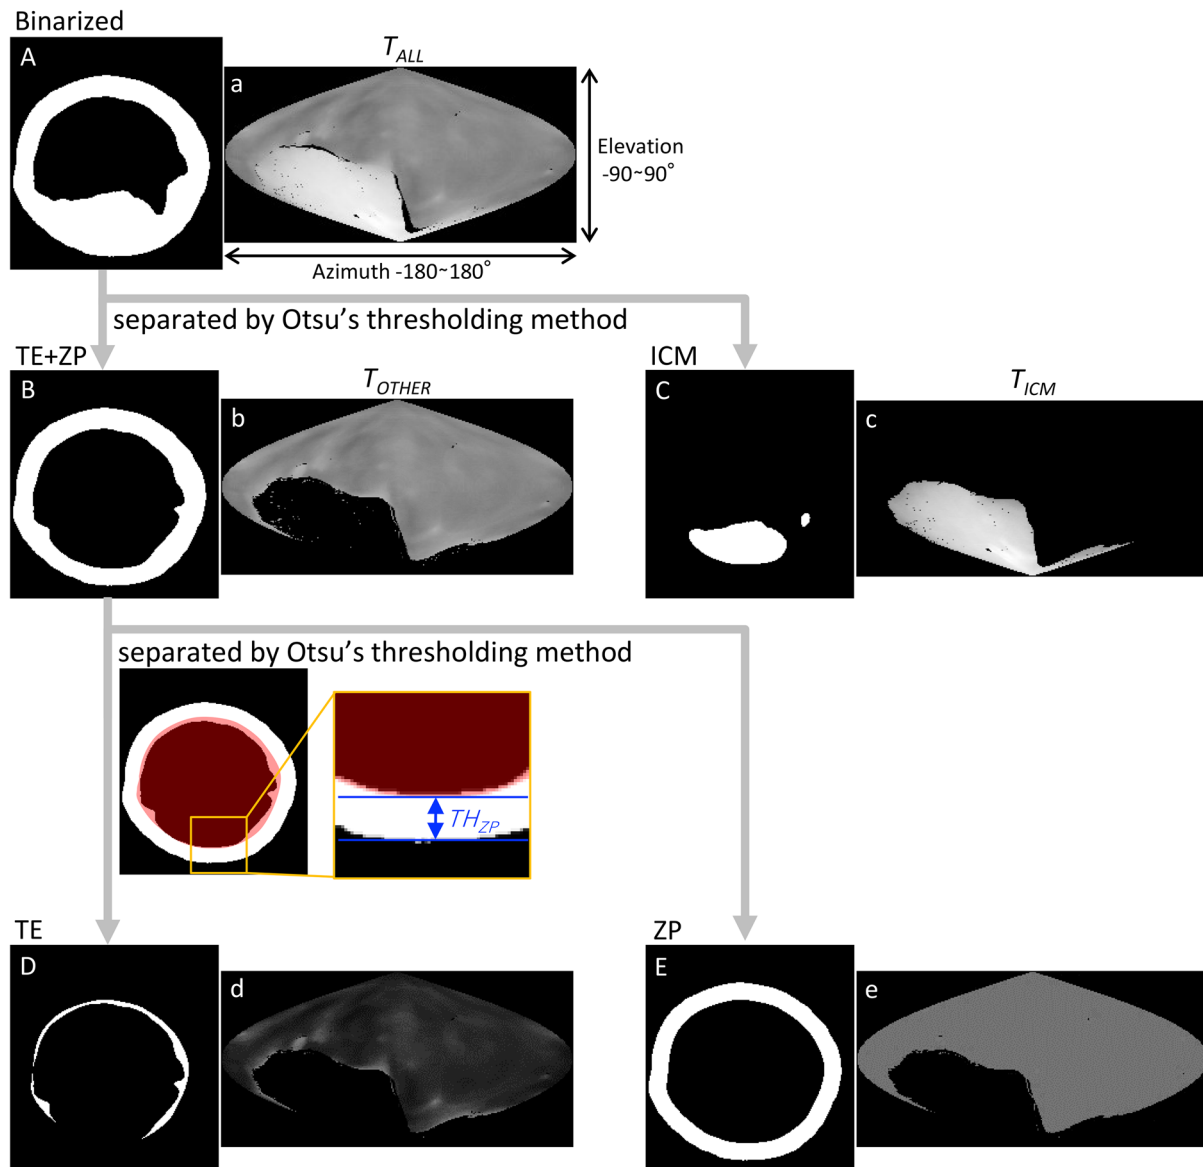 Binarized
A
T_ALL
a
Elevation
-90~90°
Azimuth -180~180°
separated by Otsu's thresholding method
TE+ZP
B
T_OTHER
b
ICM
C
T_ICM
c
separated by Otsu's thresholding method
TH_ZP
TE
D
d
ZP
E
e